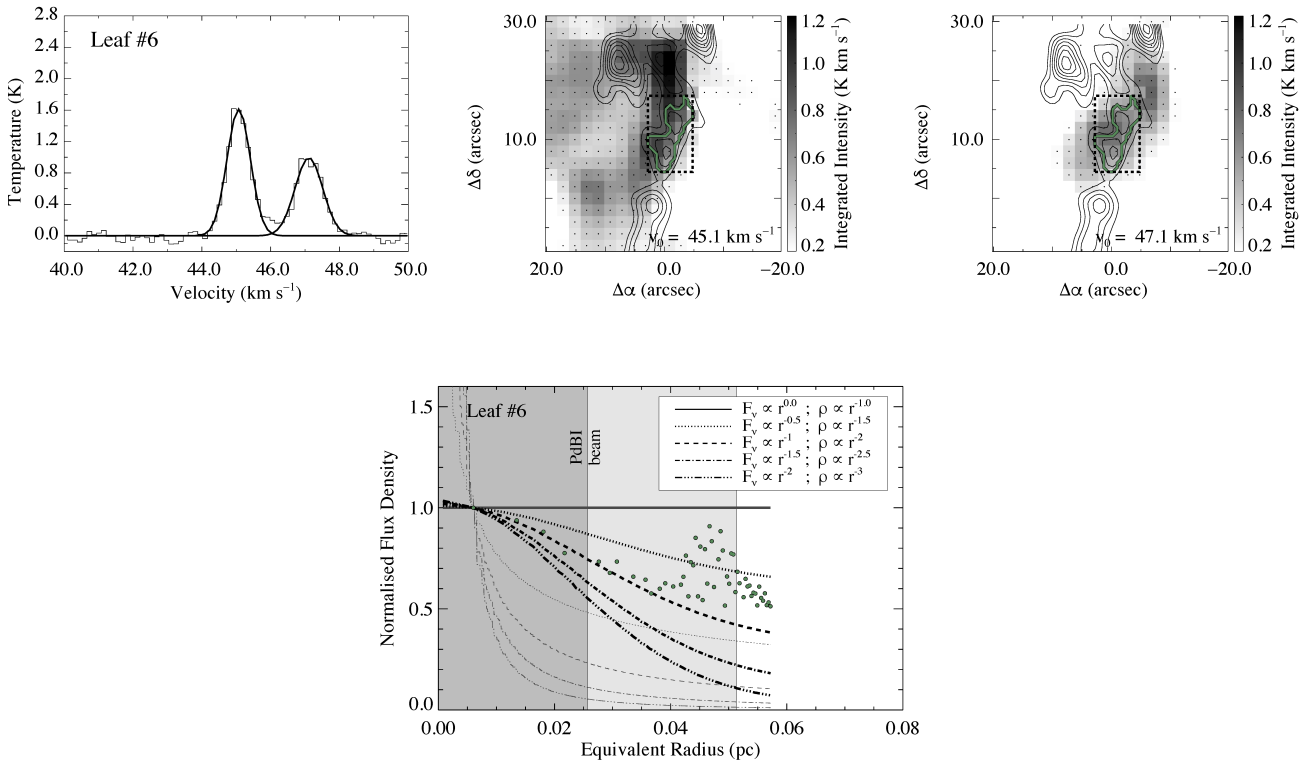 Leaf #6
2.8
2.4
2.0
1.6
1.2
0.8
0.4
0.0
Temperature (K)
40.0 42.0 44.0 46.0 48.0 50.0
Velocity (km s⁻¹)
30.0
10.0
Δδ (arcsec)
v₀ = 45.1 km s⁻¹
20.0 0.0 −20.0
Δα (arcsec)
1.2
1.0
0.8
0.6
0.4
0.2
Integrated Intensity (K km s⁻¹)
30.0
10.0
Δδ (arcsec)
v₀ = 47.1 km s⁻¹
20.0 0.0 −20.0
Δα (arcsec)
1.2
1.0
0.8
0.6
0.4
0.2
Integrated Intensity (K km s⁻¹)
Leaf #6
PdBI
beam
F_ν ∝ r^0.0 ; ρ ∝ r^-1.0
F_ν ∝ r^-0.5 ; ρ ∝ r^-1.5
F_ν ∝ r^-1 ; ρ ∝ r^-2
F_ν ∝ r^-1.5 ; ρ ∝ r^-2.5
F_ν ∝ r^-2 ; ρ ∝ r^-3
1.5
1.0
0.5
0.0
Normalised Flux Density
0.00 0.02 0.04 0.06 0.08
Equivalent Radius (pc)